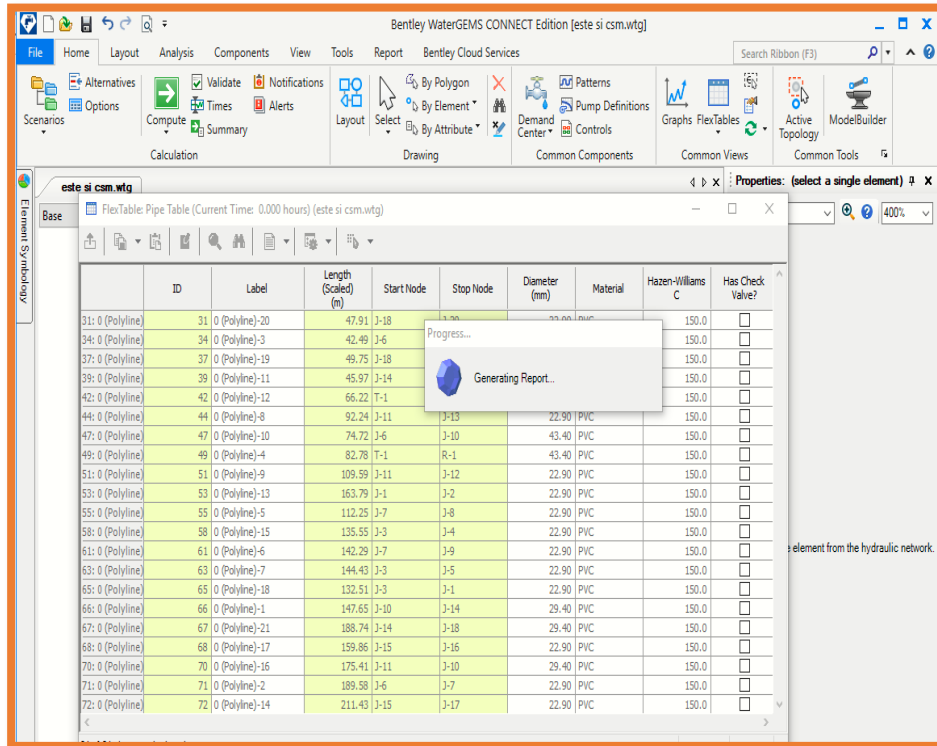 Bentley WaterGEMS CONNECT Edition [este si csm.wtg]
File Home Layout Analysis Components View Tools Report Bentley Cloud Services Search Ribbon (F3)
Scenarios
Alternatives
Options
Compute
Validate
Times
Summary
Notifications
Alerts
Calculation
Layout
Select
By Polygon
By Element
By Attribute
Drawing
Demand
Center
Patterns
Pump Definitions
Controls
Common Components
Graphs
FlexTables
Common Views
Active
Topology
ModelBuilder
Common Tools
este si csm.wtg
Properties: (select a single element)
Element Symbology
Base
400%
FlexTable: Pipe Table (Current Time: 0.000 hours) (este si csm.wtg)
ID Label Length (Scaled) (m) Start Node Stop Node Diameter (mm) Material Hazen-Williams C Has Check Valve?
31: 0 (Polyline) 31 0 (Polyline)-20 47.91 J-18 150.0
34: 0 (Polyline) 34 0 (Polyline)-3 42.49 J-6 150.0
37: 0 (Polyline) 37 0 (Polyline)-19 49.75 J-18 150.0
39: 0 (Polyline) 39 0 (Polyline)-11 45.97 J-14 150.0
42: 0 (Polyline) 42 0 (Polyline)-12 66.22 T-1 150.0
44: 0 (Polyline) 44 0 (Polyline)-8 92.24 J-11 J-13 22.90 PVC 150.0
47: 0 (Polyline) 47 0 (Polyline)-10 74.72 J-6 J-10 43.40 PVC 150.0
49: 0 (Polyline) 49 0 (Polyline)-4 82.78 T-1 R-1 43.40 PVC 150.0
51: 0 (Polyline) 51 0 (Polyline)-9 109.59 J-11 J-12 22.90 PVC 150.0
53: 0 (Polyline) 53 0 (Polyline)-13 163.79 J-1 J-2 22.90 PVC 150.0
55: 0 (Polyline) 55 0 (Polyline)-5 112.25 J-7 J-8 22.90 PVC 150.0
58: 0 (Polyline) 58 0 (Polyline)-15 135.55 J-3 J-4 22.90 PVC 150.0
61: 0 (Polyline) 61 0 (Polyline)-6 142.29 J-7 J-9 22.90 PVC 150.0
63: 0 (Polyline) 63 0 (Polyline)-7 144.43 J-3 J-5 22.90 PVC 150.0
65: 0 (Polyline) 65 0 (Polyline)-18 132.51 J-3 J-1 22.90 PVC 150.0
66: 0 (Polyline) 66 0 (Polyline)-1 147.65 J-10 J-14 29.40 PVC 150.0
67: 0 (Polyline) 67 0 (Polyline)-21 188.74 J-14 J-18 29.40 PVC 150.0
68: 0 (Polyline) 68 0 (Polyline)-17 159.86 J-15 J-16 22.90 PVC 150.0
70: 0 (Polyline) 70 0 (Polyline)-16 175.41 J-11 J-10 29.40 PVC 150.0
71: 0 (Polyline) 71 0 (Polyline)-2 189.58 J-6 J-7 22.90 PVC 150.0
72: 0 (Polyline) 72 0 (Polyline)-14 211.43 J-15 J-17 22.90 PVC 150.0
Progress...
Generating Report...
element from the hydraulic network.